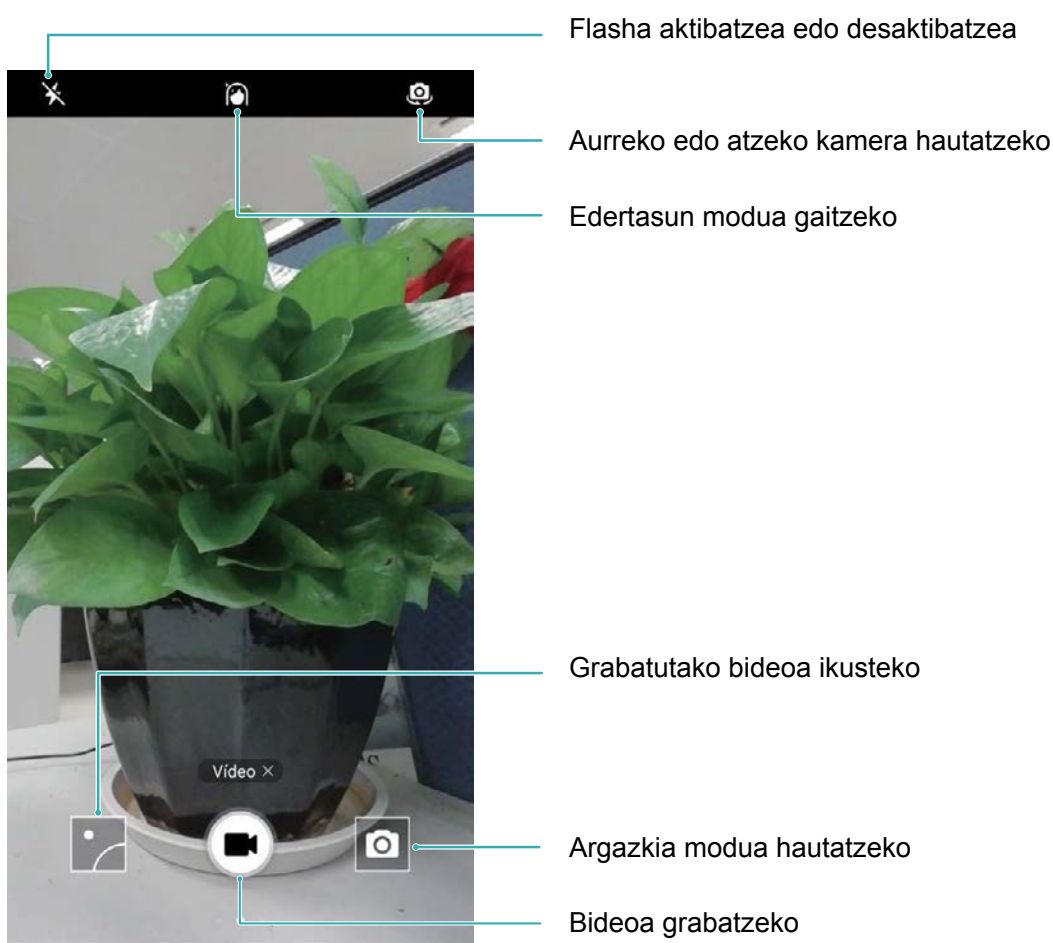 Flasha aktibatzea edo desaktibatzea
Aurreko edo atzeko kamera hautatzeko
Edertasun modua gaitzeko
Grabatutako bideoa ikusteko
Vídeo ×
Argazkia modua hautatzeko
Bideoa grabatzeko